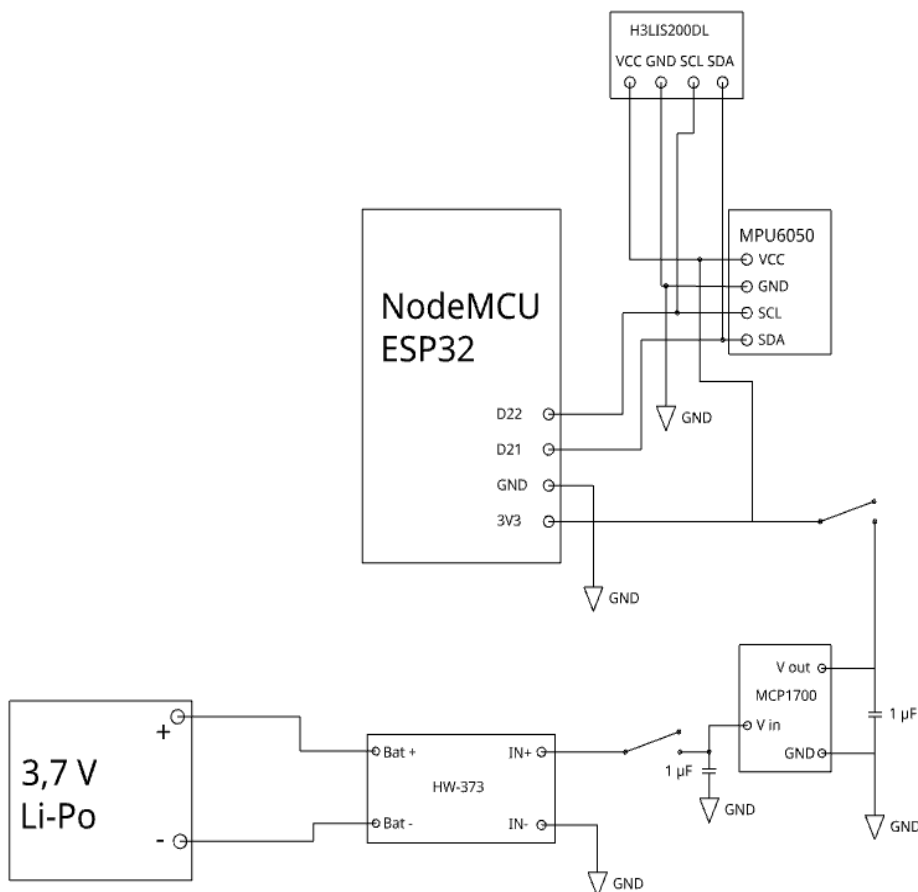 H3LIS200DL
VCC GND SCL SDA
MPU6050
VCC
GND
SCL
SDA
NodeMCU
ESP32
D22
D21
GND
3V3
GND
GND
V out
MCP1700
V in
GND
1 µF
1 µF
GND
GND
3,7 V
Li-Po
+
-
Bat +
Bat -
HW-373
IN+
IN-
GND